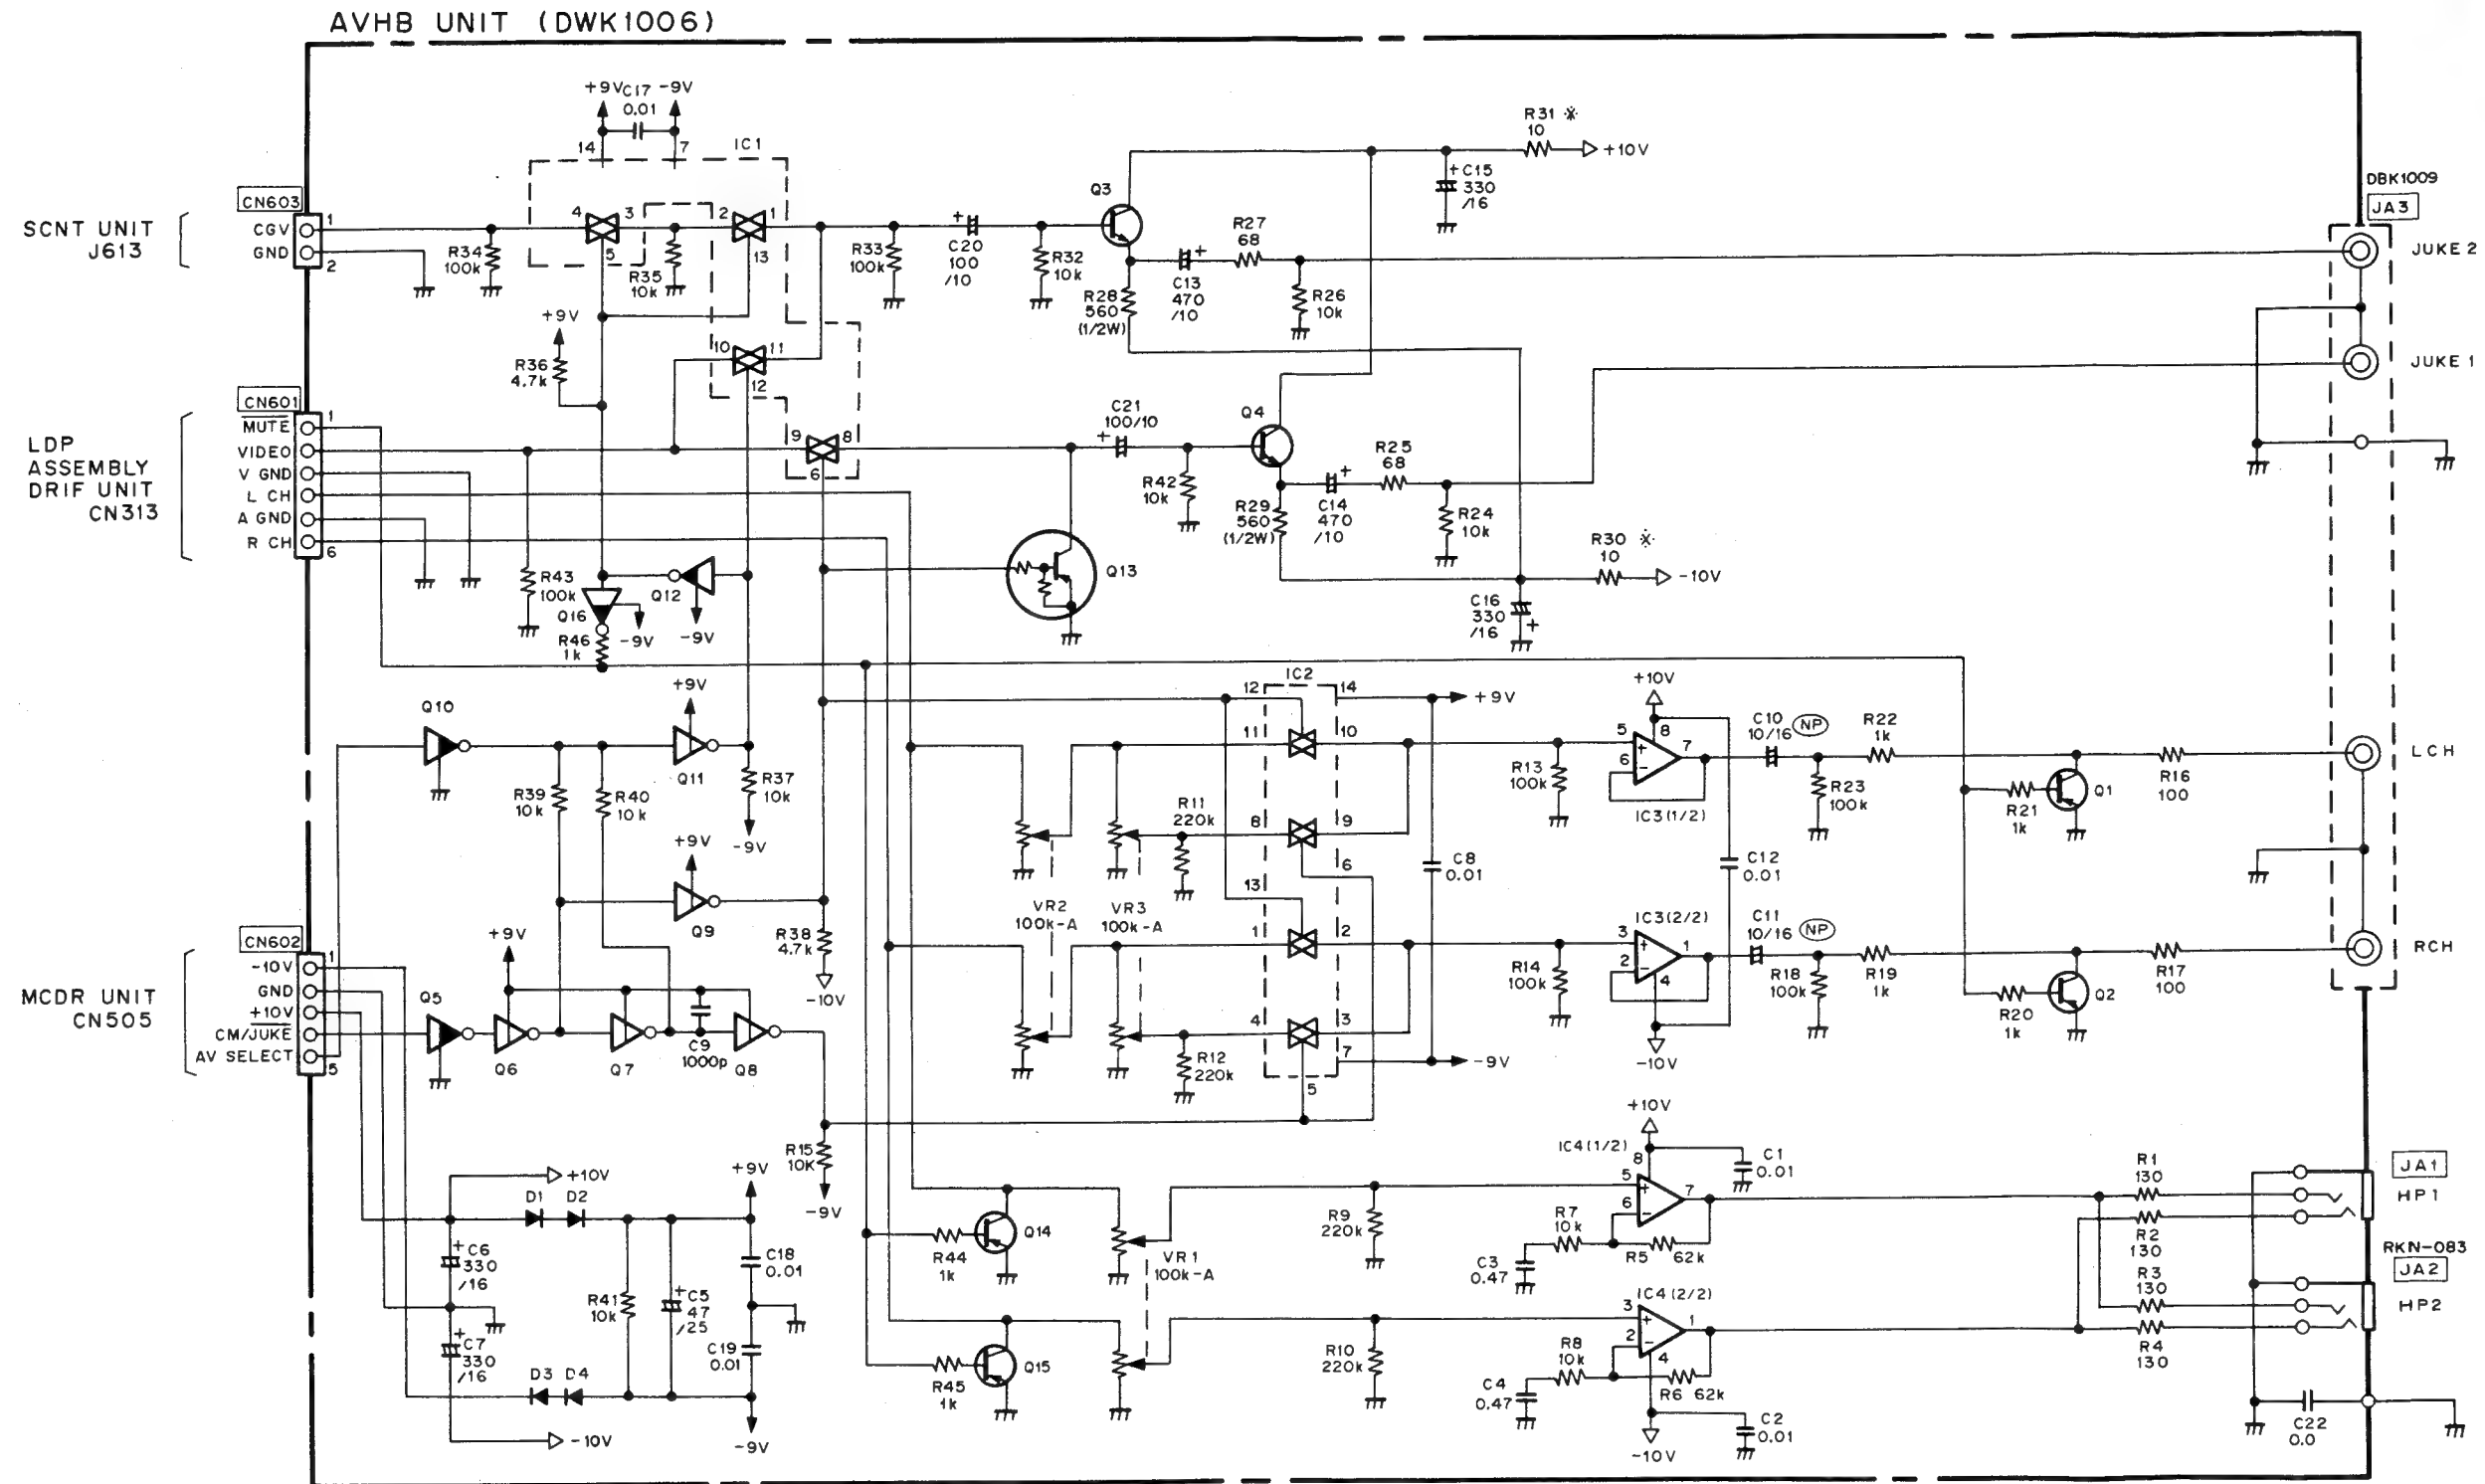 AVHB UNIT (DWK1006)
+9V
C17
0.01
-9V
14
7
IC1
SCNT UNIT
J613
CN603
CGV
GND
1
2
R34
100k
4
3
5
R35
10k
2
1
13
R33
100k
C20
100
/10
+
R32
10k
Q3
R28
560
(1/2W)
C13
470
/10
+
R27
68
R26
10k
+
C15
330
/16
R31 ※
10
+10V
DBK1009
JA3
JUKE 2
JUKE 1
+9V
R36
4.7k
10
11
12
LDP
ASSEMBLY
DRIF UNIT
CN313
CN601
MUTE
VIDEO
V GND
L CH
A GND
R CH
1
6
9
8
6
C21
100/10
+
R42
10k
Q4
R29
560
(1/2W)
C14
470
/10
+
R25
68
R24
10k
R30 ※
10
-10V
C16
330
/16
+
Q13
R43
100k
Q16
R46
1k
-9V
Q12
-9V
Q10
+9V
Q11
R37
10k
-9V
R39
10k
R40
10k
+9V
Q9
R38
4.7k
-10V
IC2
12
14
+9V
11
10
R11
220k
8
9
6
13
VR2
100k-A
VR3
100k-A
1
2
4
3
R12
220k
7
-9V
5
C8
0.01
R13
100k
+10V
5
6
8
7
+
-
IC3(1/2)
C12
0.01
C10
10/16
NP
R22
1k
R23
100k
R21
1k
Q1
R16
100
L CH
R14
100k
IC3(2/2)
3
2
1
4
+
-
-10V
C11
10/16
NP
R18
100k
R19
1k
R20
1k
Q2
R17
100
RCH
MCDR UNIT
CN505
CN602
-10V
GND
+10V
CM/JUKE
AV SELECT
1
5
Q5
+9V
Q6
Q7
C9
1000p
Q8
R15
10K
-9V
+10V
D1
D2
+9V
+
C6
330
/16
+
C7
330
/16
R41
10k
+
C5
47
/25
C18
0.01
C19
0.01
D3
D4
-10V
-9V
R44
1k
Q14
R45
1k
Q15
VR1
100k-A
R9
220k
R10
220k
+10V
IC4(1/2)
8
5
6
7
+
-
C1
0.01
R7
10k
R5
62k
C3
0.47
IC4(2/2)
3
2
1
4
+
-
R8
10k
R6
62k
C4
0.47
C2
0.01
-10V
R1
130
R2
130
R3
130
R4
130
JA1
HP1
RKN-083
JA2
HP2
C22
0.0